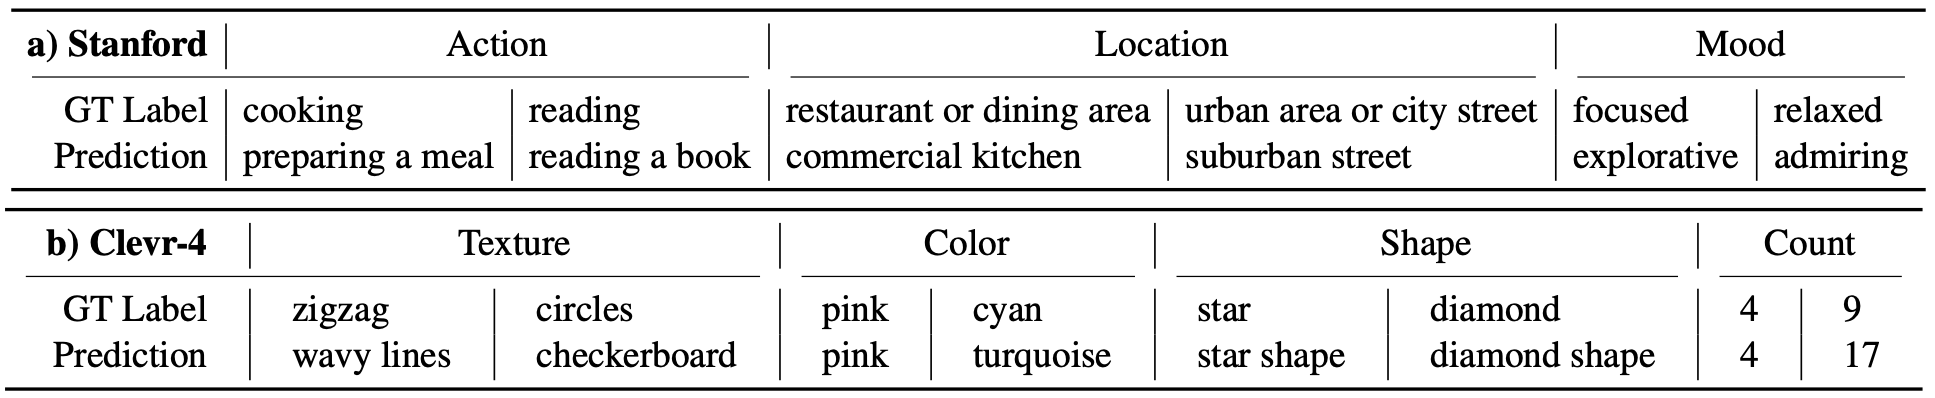 a) Stanford Action Location Mood
GT Label cooking reading restaurant or dining area urban area or city street focused relaxed
Prediction preparing a meal reading a book commercial kitchen suburban street explorative admiring
b) Clevr-4 Texture Color Shape Count
GT Label zigzag circles pink cyan star diamond 4 9
Prediction wavy lines checkerboard pink turquoise star shape diamond shape 4 17